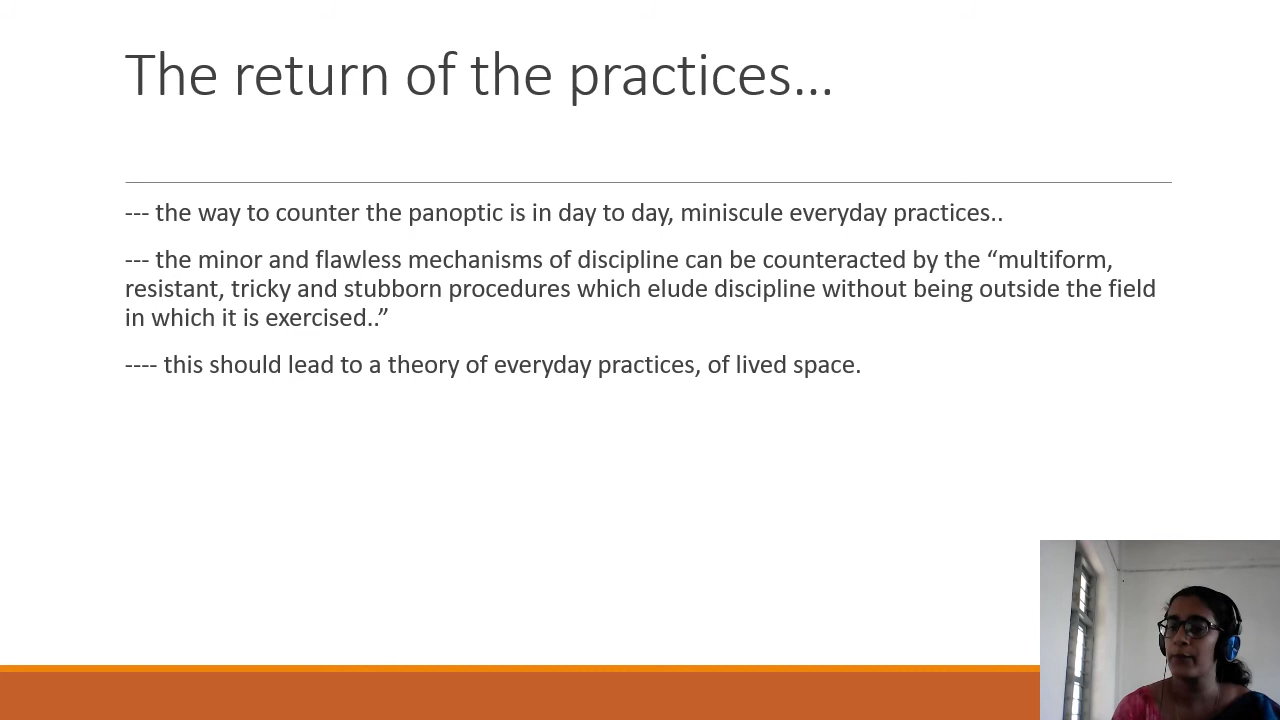 The return of the practices…
--- the way to counter the panoptic is in day to day, miniscule everyday practices..
--- the minor and flawless mechanisms of discipline can be counteracted by the “multiform,
resistant, tricky and stubborn procedures which elude discipline without being outside the field
in which it is exercised..”
---- this should lead to a theory of everyday practices, of lived space.